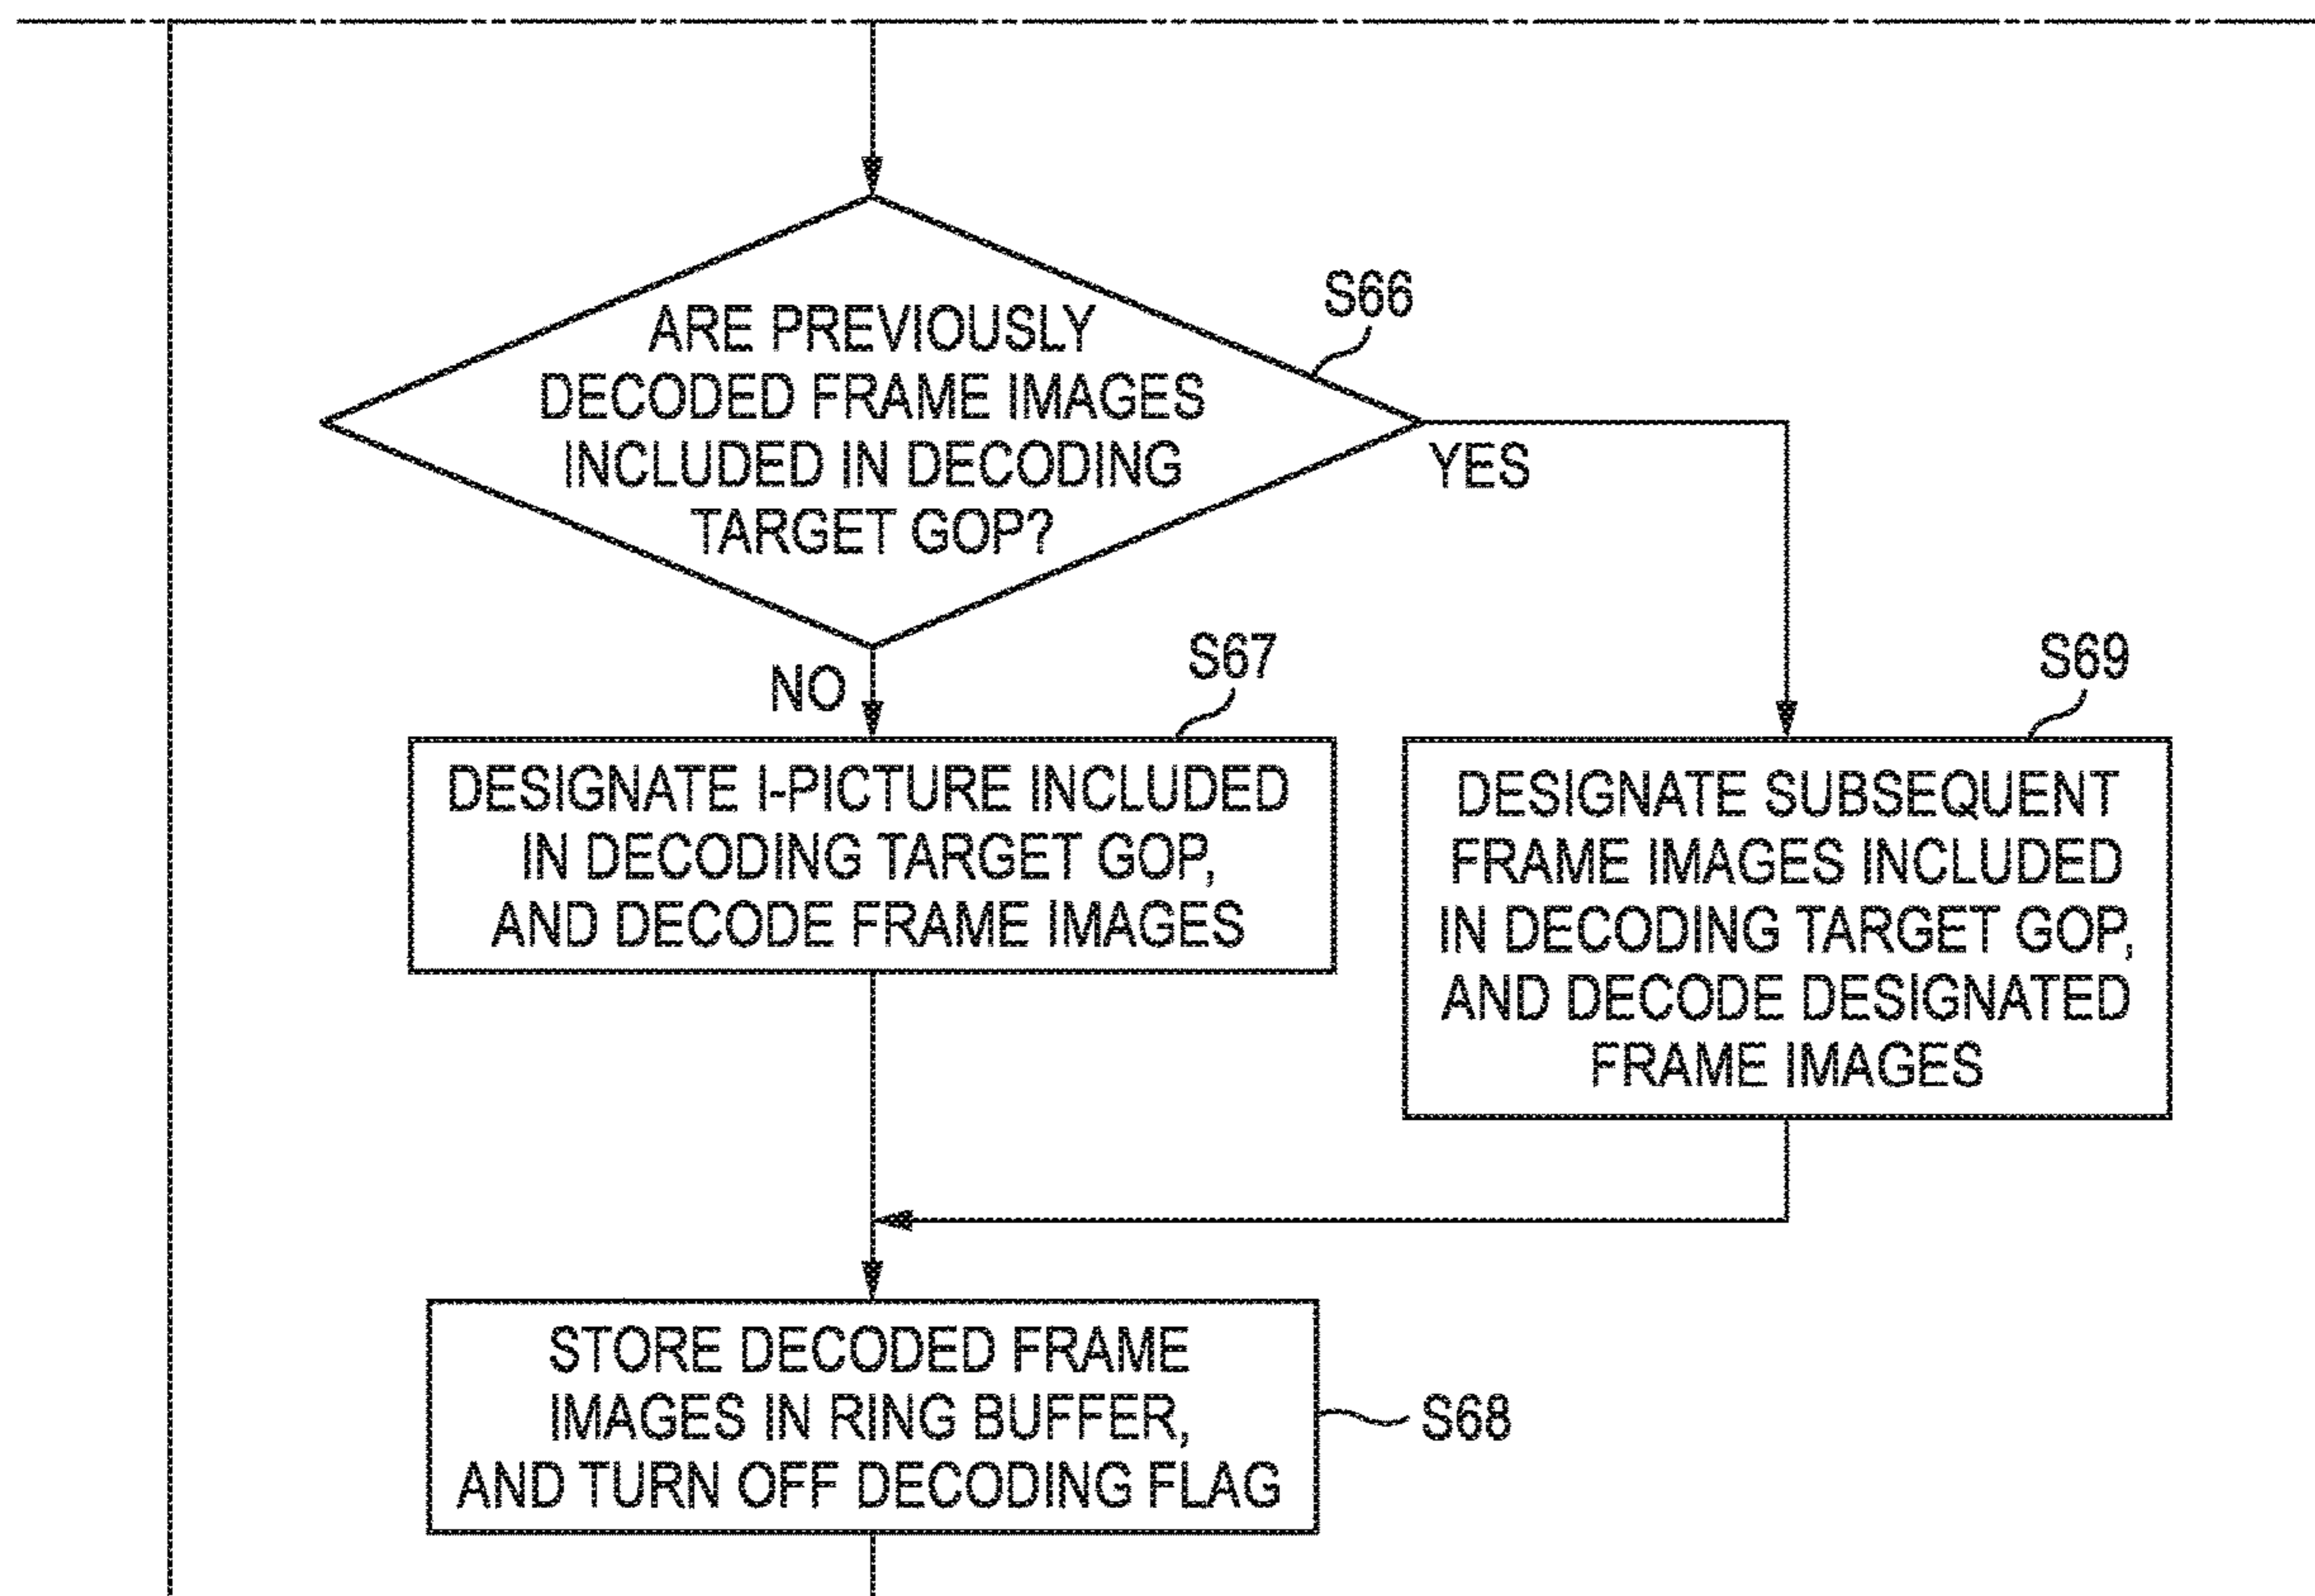 S66
ARE PREVIOUSLY
DECODED FRAME IMAGES
INCLUDED IN DECODING
TARGET GOP?
YES
NO
S67
DESIGNATE I-PICTURE INCLUDED
IN DECODING TARGET GOP,
AND DECODE FRAME IMAGES
S69
DESIGNATE SUBSEQUENT
FRAME IMAGES INCLUDED
IN DECODING TARGET GOP,
AND DECODE DESIGNATED
FRAME IMAGES
STORE DECODED FRAME
IMAGES IN RING BUFFER,
AND TURN OFF DECODING FLAG
S68